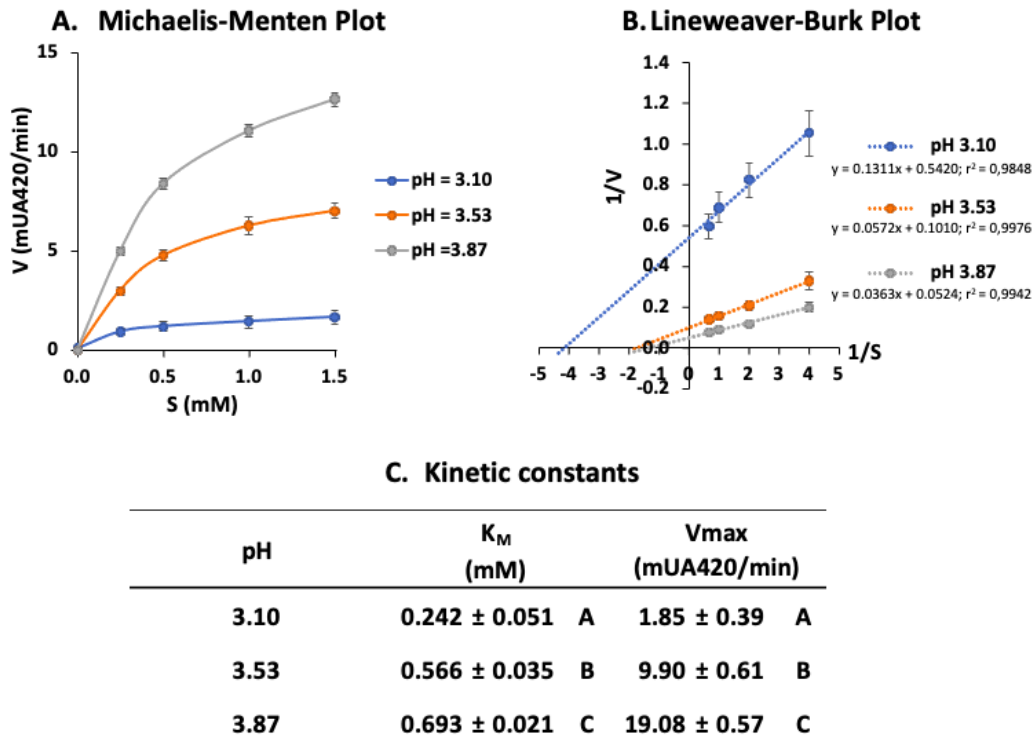 A. Michaelis-Menten Plot
V (mUA420/min)
15
10
5
0
0.0 0.5 1.0 1.5
S (mM)
pH = 3.10
pH = 3.53
pH =3.87
B. Lineweaver-Burk Plot
1/V
1.4
1.2
1.0
0.8
0.6
0.4
0.2
0.0
-0.2
-5 -4 -3 -2 -1 0 1 2 3 4 5
1/S
pH 3.10
y = 0.1311x + 0.5420; r² = 0,9848
pH 3.53
y = 0.0572x + 0.1010; r² = 0,9976
pH 3.87
y = 0.0363x + 0.0524; r² = 0,9942
C. Kinetic constants
pH K_M (mM) Vmax (mUA420/min)
3.10 0.242 ± 0.051 A 1.85 ± 0.39 A
3.53 0.566 ± 0.035 B 9.90 ± 0.61 B
3.87 0.693 ± 0.021 C 19.08 ± 0.57 C